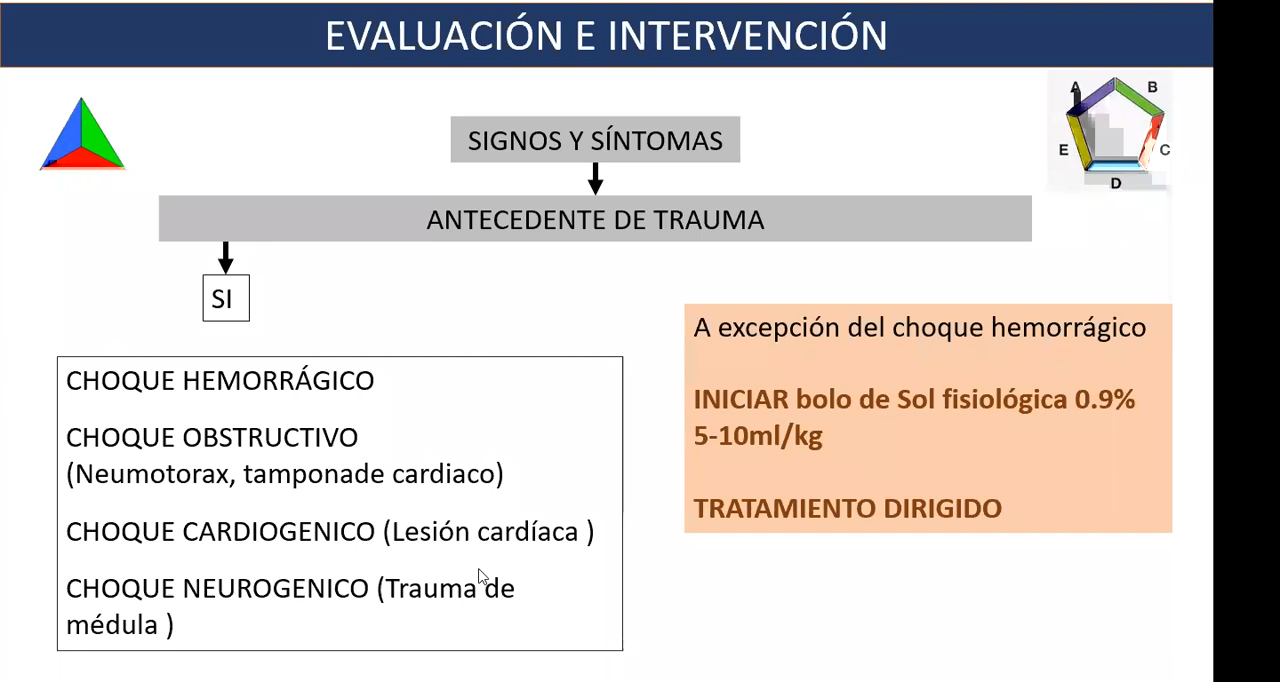 EVALUACIÓN E INTERVENCIÓN
SIGNOS Y SÍNTOMAS
A
B
E
C
D
ANTECEDENTE DE TRAUMA
SI
CHOQUE HEMORRÁGICO
CHOQUE OBSTRUCTIVO
(Neumotorax, tamponade cardiaco)
CHOQUE CARDIOGENICO (Lesión cardíaca )
CHOQUE NEUROGENICO (Trauma de
médula )
A excepción del choque hemorrágico
INICIAR bolo de Sol fisiológica 0.9%
5-10ml/kg
TRATAMIENTO DIRIGIDO